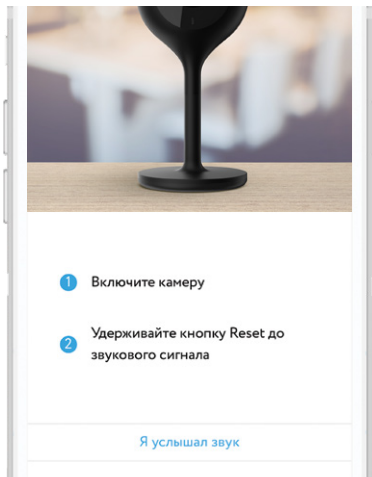 1 Включите камеру
2 Удерживайте кнопку Reset до
звукового сигнала
Я услышал звук